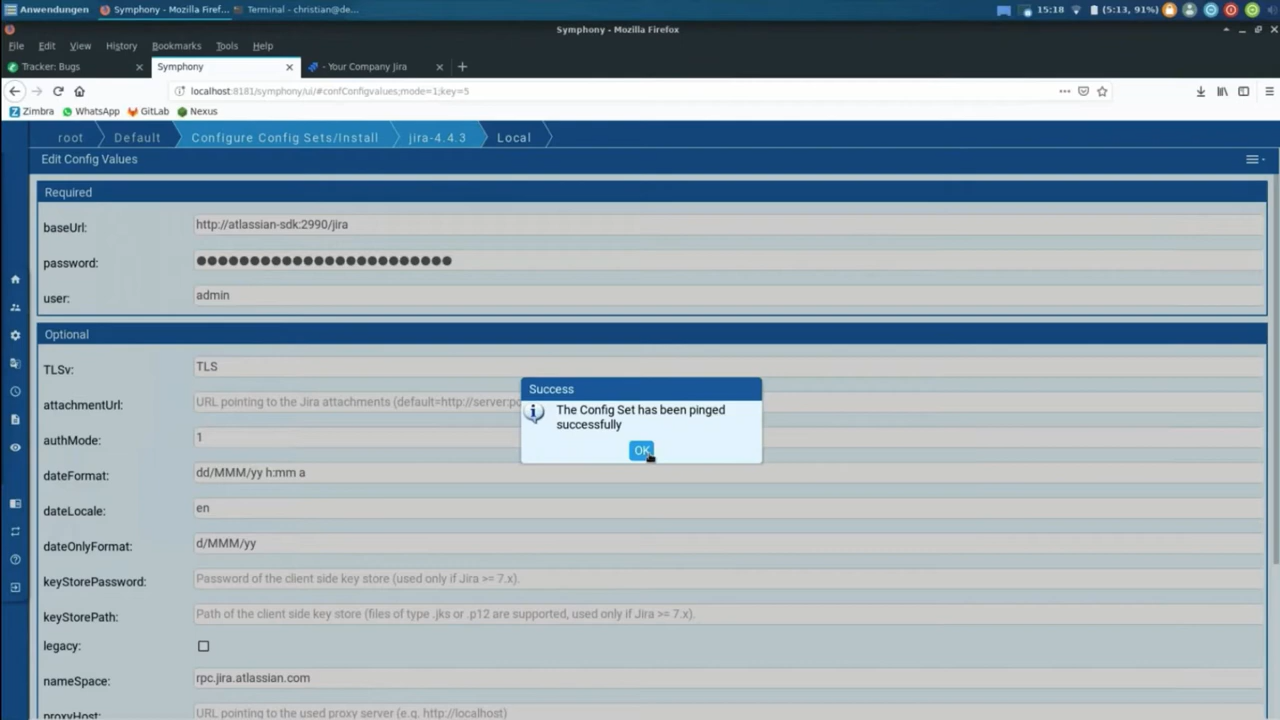 Anwendungen
Symphony - Mozilla Firef...
Terminal - christian@de...
15:18
(5:13, 91%)
Symphony - Mozilla Firefox
File Edit View History Bookmarks Tools Help
Tracker: Bugs
Symphony
- Your Company Jira
localhost:8181/symphony/ui/#confConfigvalues;mode=1;key=5
Zimbra WhatsApp GitLab Nexus
root Default Configure Config Sets/Install jira-4.4.3 Local
Edit Config Values
Required
baseUrl: http://atlassian-sdk:2990/jira
password:
user: admin
Optional
TLSv: TLS
attachmentUrl: URL pointing to the Jira attachments (default=http://server:po
authMode: 1
dateFormat: dd/MMM/yy h:mm a
dateLocale: en
dateOnlyFormat: d/MMM/yy
keyStorePassword: Password of the client side key store (used only if Jira >= 7.x).
keyStorePath: Path of the client side key store (files of type .jks or .p12 are supported, used only if Jira >= 7.x).
legacy:
nameSpace: rpc.jira.atlassian.com
proxyHost: URL pointing to the used proxy server (e.g. http://localhost)
Success
The Config Set has been pinged
successfully
OK